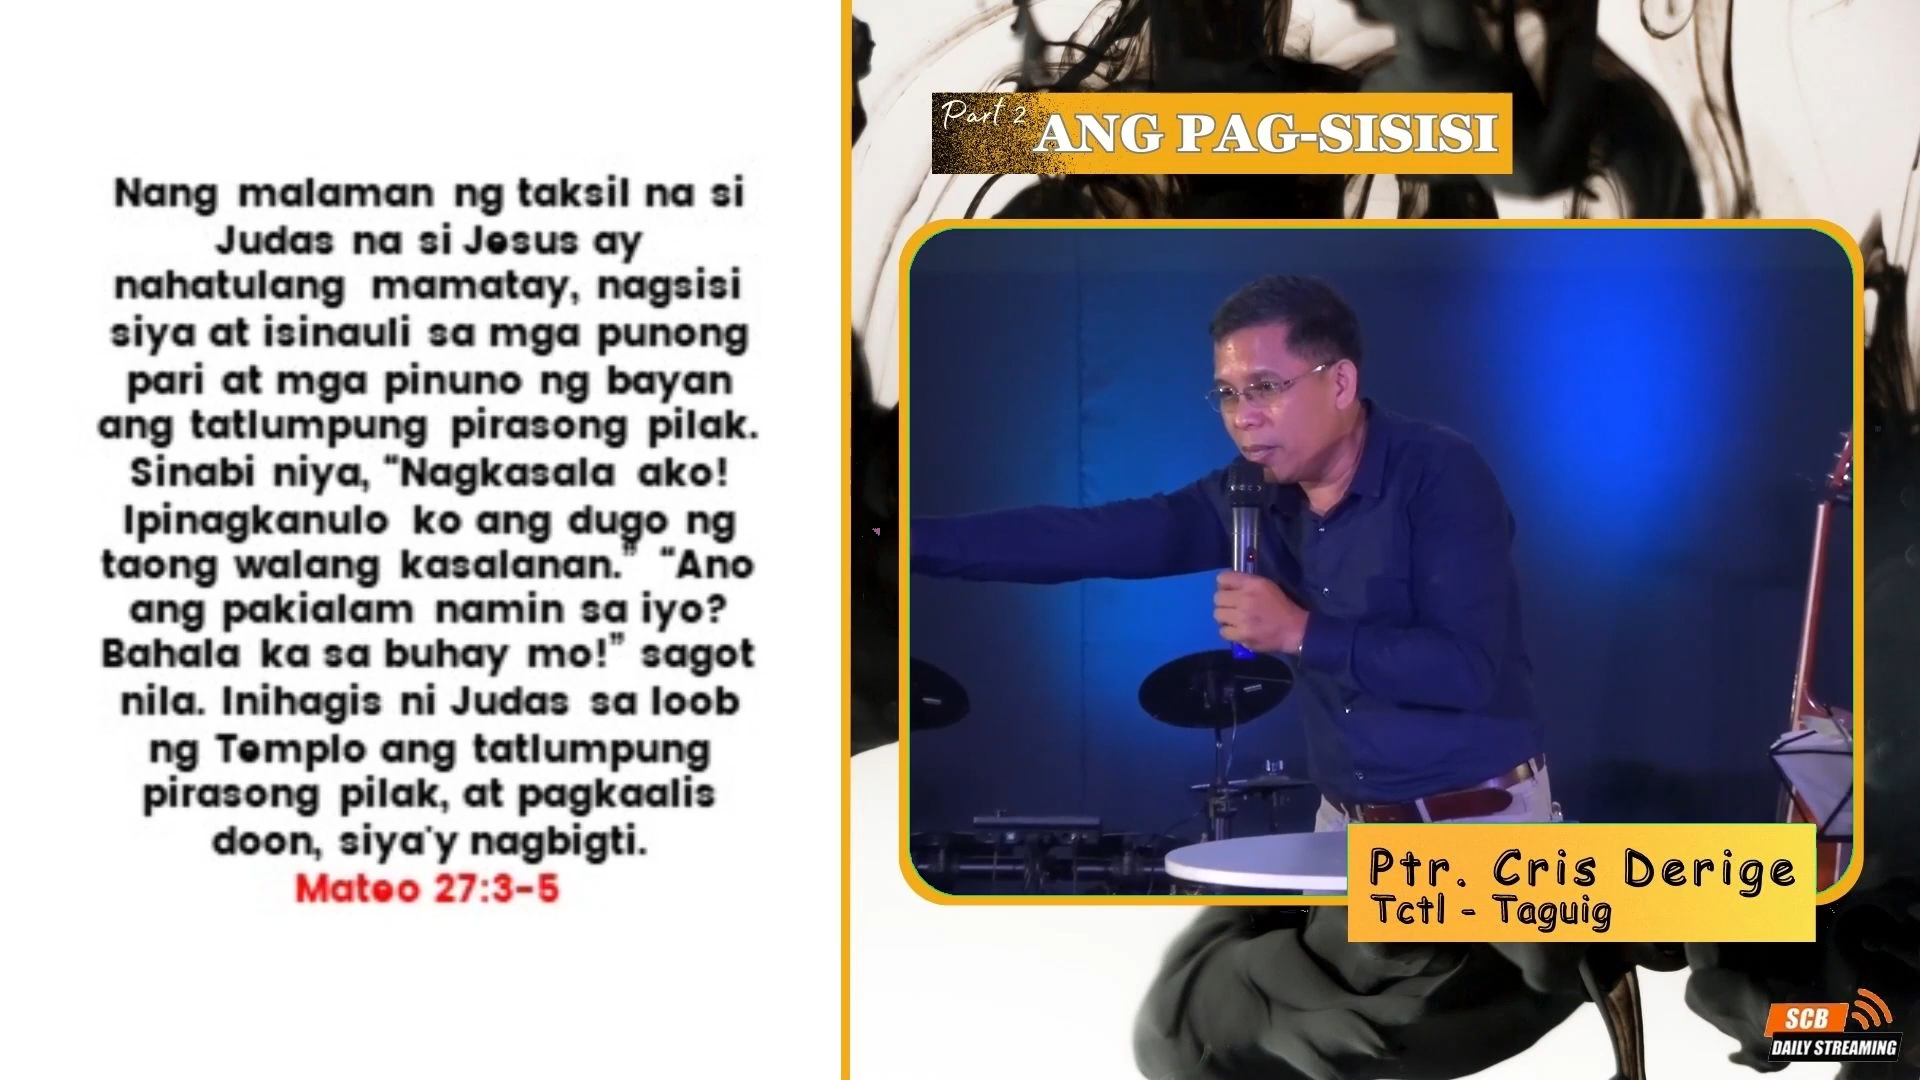 Nang malaman ng taksil na si
Judas na si Jesus ay
nahatulang mamatay, nagsisi
siya at isinauli sa mga punong
pari at mga pinuno ng bayan
ang tatlumpung pirasong pilak.
Sinabi niya, “Nagkasala ako!
Ipinagkanulo ko ang dugo ng
taong walang kasalanan.” “Ano
ang pakialam namin sa iyo?
Bahala ka sa buhay mo!” sagot
nila. Inihagis ni Judas sa loob
ng Templo ang tatlumpung
pirasong pilak, at pagkaalis
doon, siya'y nagbigti.
Mateo 27:3-5
Part 2
ANG PAG-SISISI
Ptr. Cris Derige
Tctl - Taguig
SCB
DAILY STREAMING